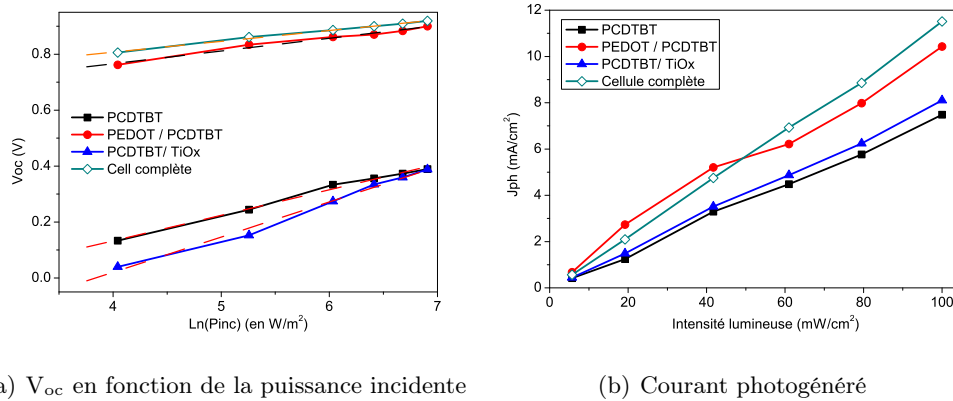 0.8
0.6
0.4
0.2
0.0
Voc (V)
PCDTBT
PEDOT / PCDTBT
PCDTBT/ TiOx
Cell complète
4 5 6 7
Ln(Pinc) (en W/m²)
12
10
8
6
4
2
0
Jph (mA/cm²)
PCDTBT
PEDOT / PCDTBT
PCDTBT/ TiOx
Cellule complète
0 20 40 60 80 100
Intensité lumineuse (mW/cm²)
a) Voc en fonction de la puissance incidente
(b) Courant photogénéré